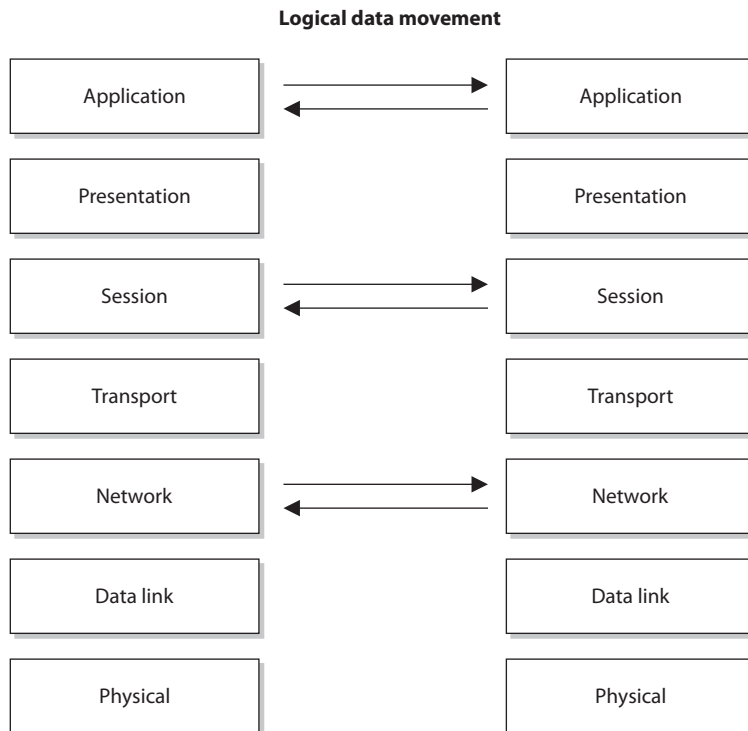 Logical data movement
Application
Application
Presentation
Presentation
Session
Session
Transport
Transport
Network
Network
Data link
Data link
Physical
Physical